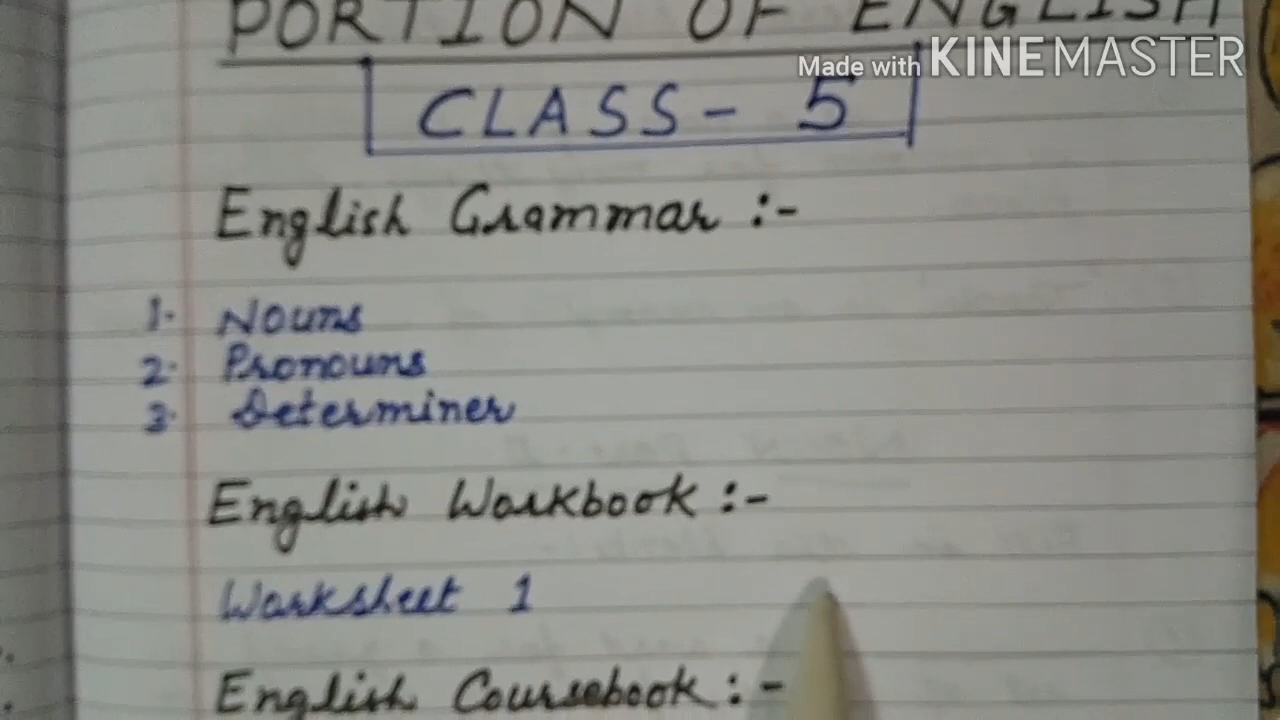 PORTION OF ENGLISH
Made with KINEMASTER
CLASS - 5
English Grammar :-
1. Nouns
2. Pronouns
3. Determiner
English Workbook :-
Worksheet 1
English Coursebook : -